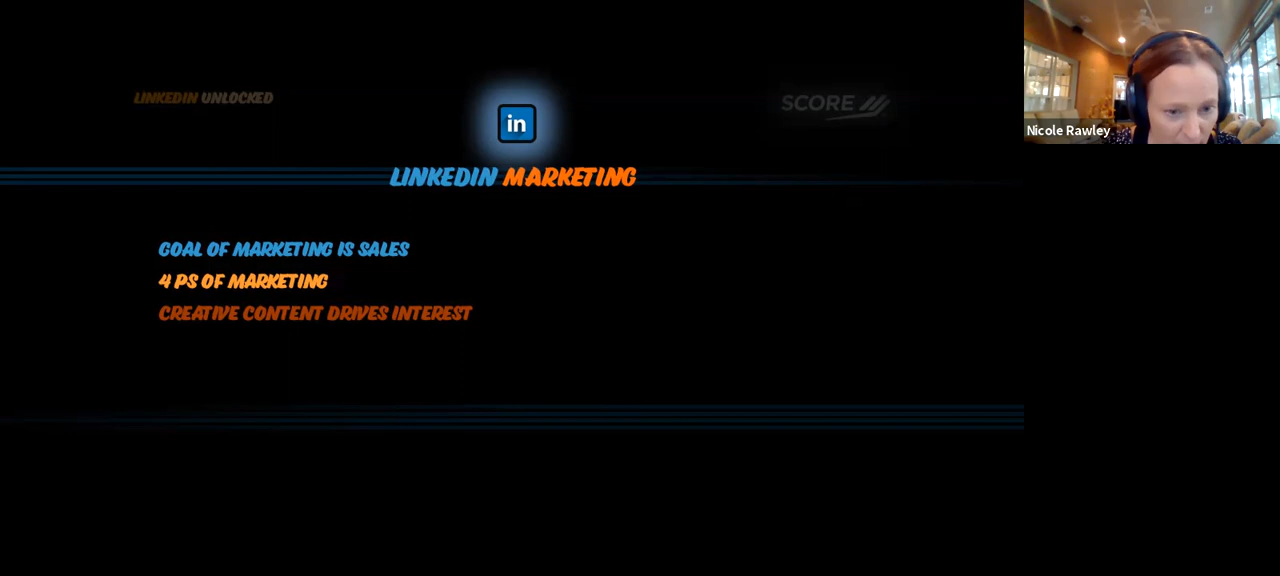 LINKEDIN UNLOCKED
SCORE
in
LINKEDIN MARKETING
GOAL OF MARKETING IS SALES
4 PS OF MARKETING
CREATIVE CONTENT DRIVES INTEREST
Nicole Rawley